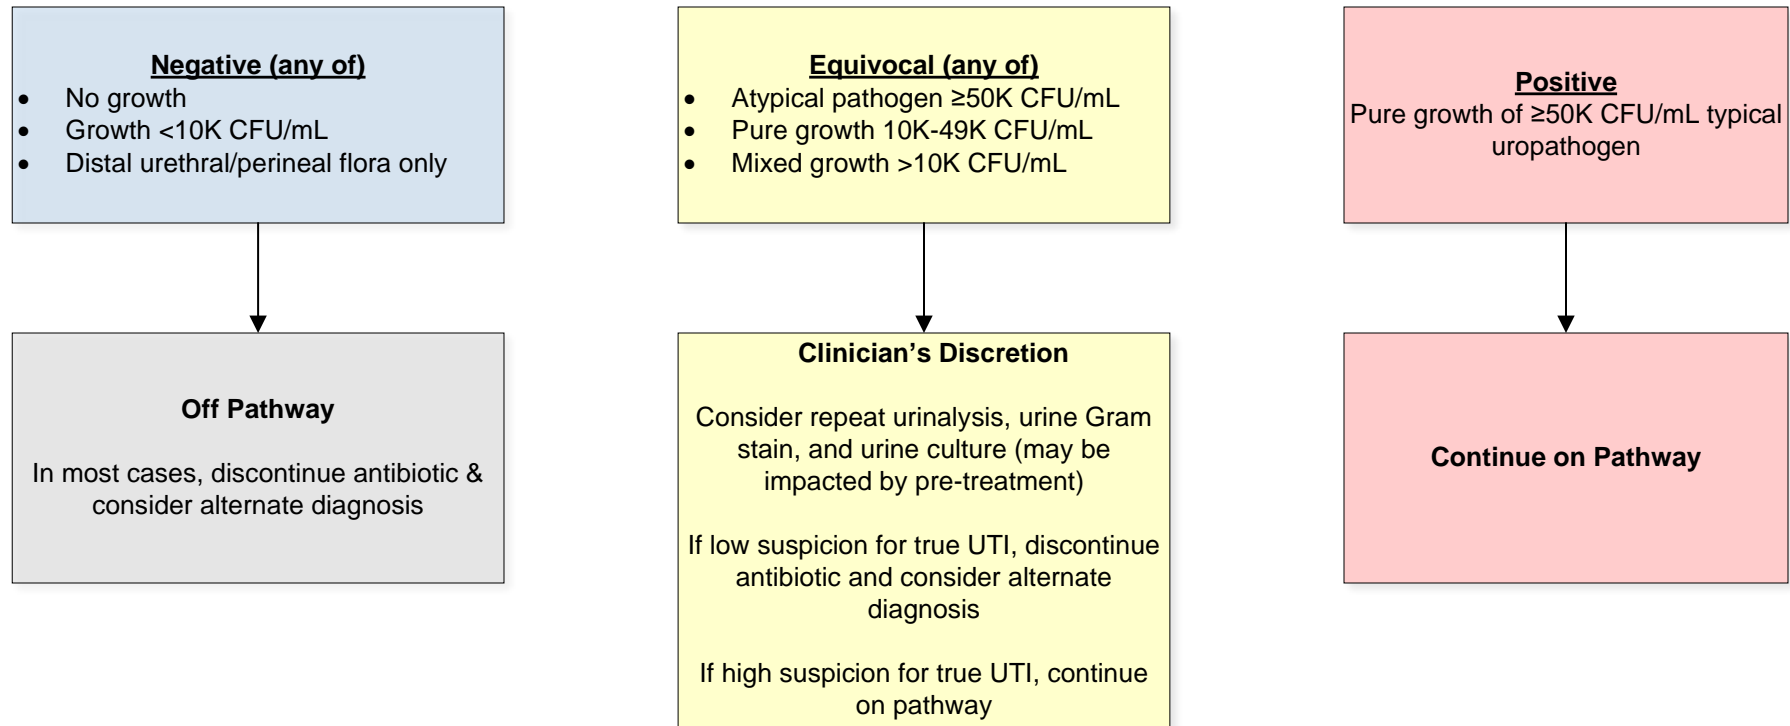 Negative (any of)
• No growth
• Growth <10K CFU/mL
• Distal urethral/perineal flora only
Equivocal (any of)
• Atypical pathogen ≥50K CFU/mL
• Pure growth 10K-49K CFU/mL
• Mixed growth >10K CFU/mL
Positive
Pure growth of ≥50K CFU/mL typical
uropathogen
Off Pathway
In most cases, discontinue antibiotic &
consider alternate diagnosis
Clinician’s Discretion
Consider repeat urinalysis, urine Gram
stain, and urine culture (may be
impacted by pre-treatment)
If low suspicion for true UTI, discontinue
antibiotic and consider alternate
diagnosis
If high suspicion for true UTI, continue
on pathway
Continue on Pathway